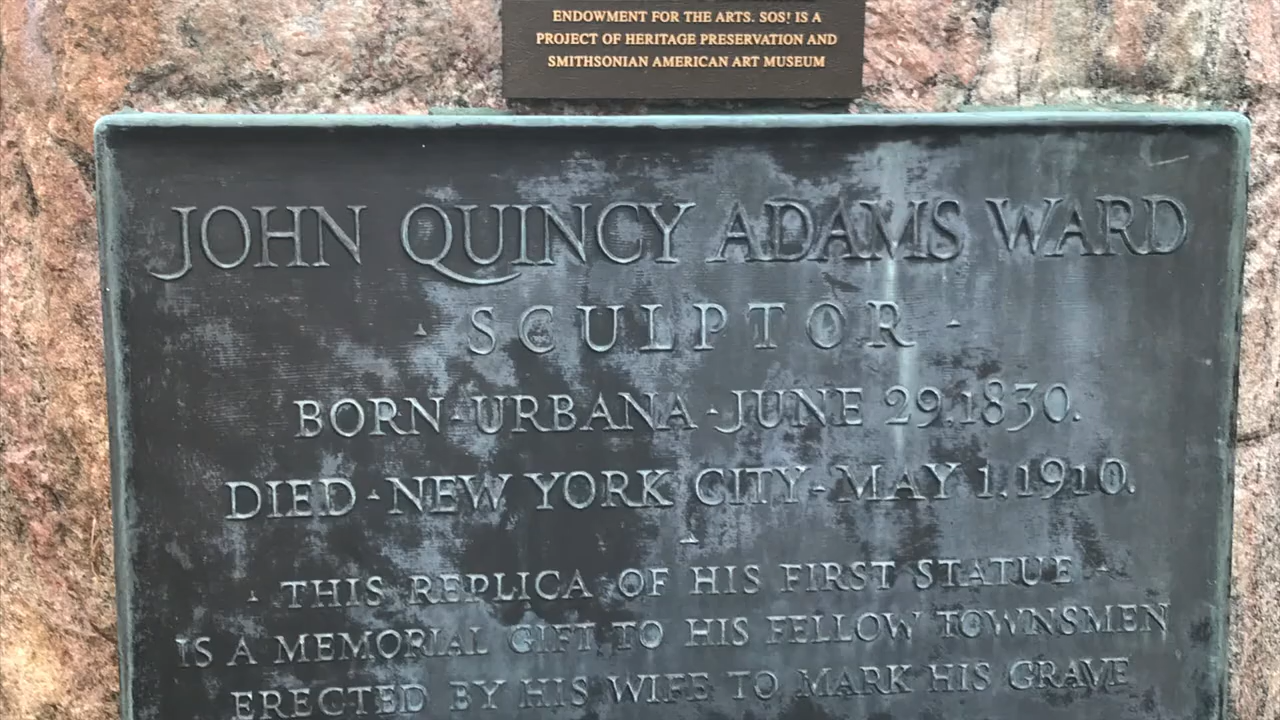 ENDOWMENT FOR THE ARTS. SOS! IS A
PROJECT OF HERITAGE PRESERVATION AND
SMITHSONIAN AMERICAN ART MUSEUM
JOHN QUINCY ADAMS WARD
· SCULPTOR ·
BORN · URBANA · JUNE 29. 1830.
DIED · NEW YORK CITY · MAY 1. 1910.
· THIS REPLICA OF HIS FIRST STATUE ·
IS A MEMORIAL GIFT TO HIS FELLOW TOWNSMEN
ERECTED BY HIS WIFE TO MARK HIS GRAVE